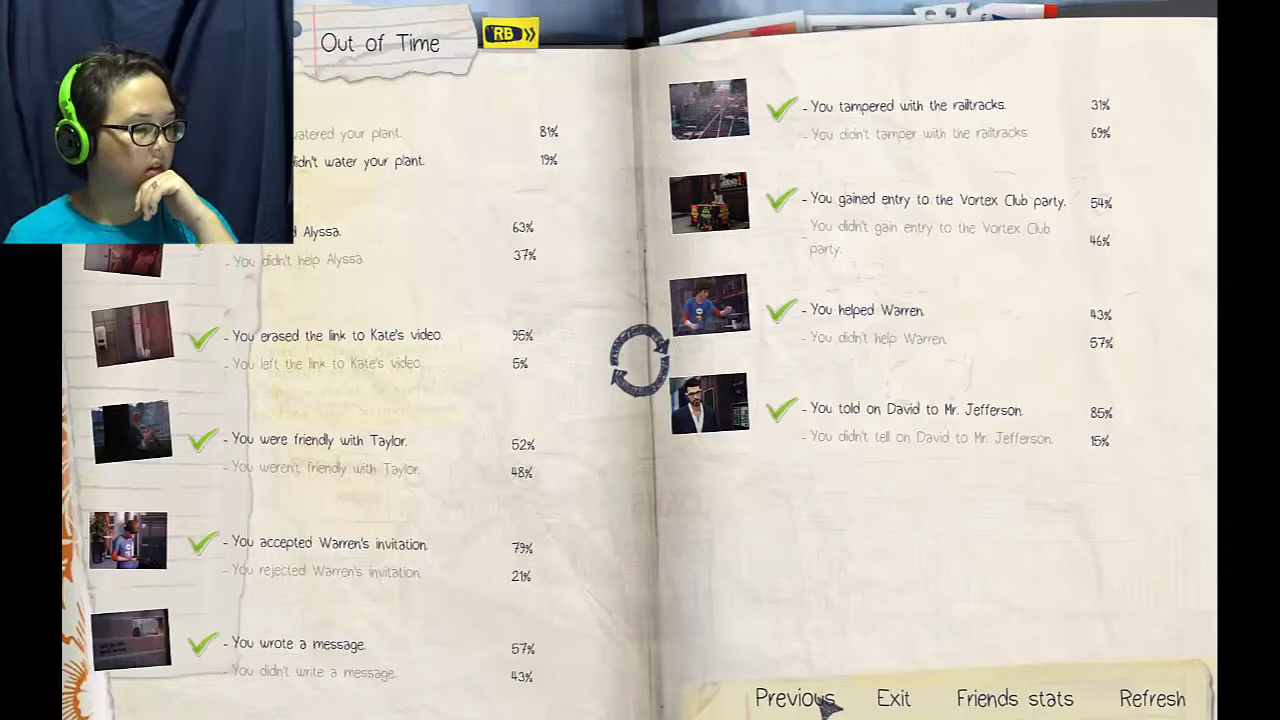 Out of Time
RB
watered your plant. 81%
didn't water your plant. 19%
Alyssa. 63%
- You didn't help Alyssa. 37%
- You erased the link to Kate's video. 95%
- You left the link to Kate's video. 5%
- You were friendly with Taylor. 52%
- You weren't friendly with Taylor. 48%
- You accepted Warren's invitation. 79%
- You rejected Warren's invitation. 21%
- You wrote a message. 57%
- You didn't write a message. 43%
- You tampered with the railtracks. 31%
- You didn't tamper with the railtracks. 69%
- You gained entry to the Vortex Club party. 54%
- You didn't gain entry to the Vortex Club
party. 46%
- You helped Warren. 43%
- You didn't help Warren. 57%
- You told on David to Mr. Jefferson. 85%
- You didn't tell on David to Mr. Jefferson. 15%
Previous Exit Friends stats Refresh